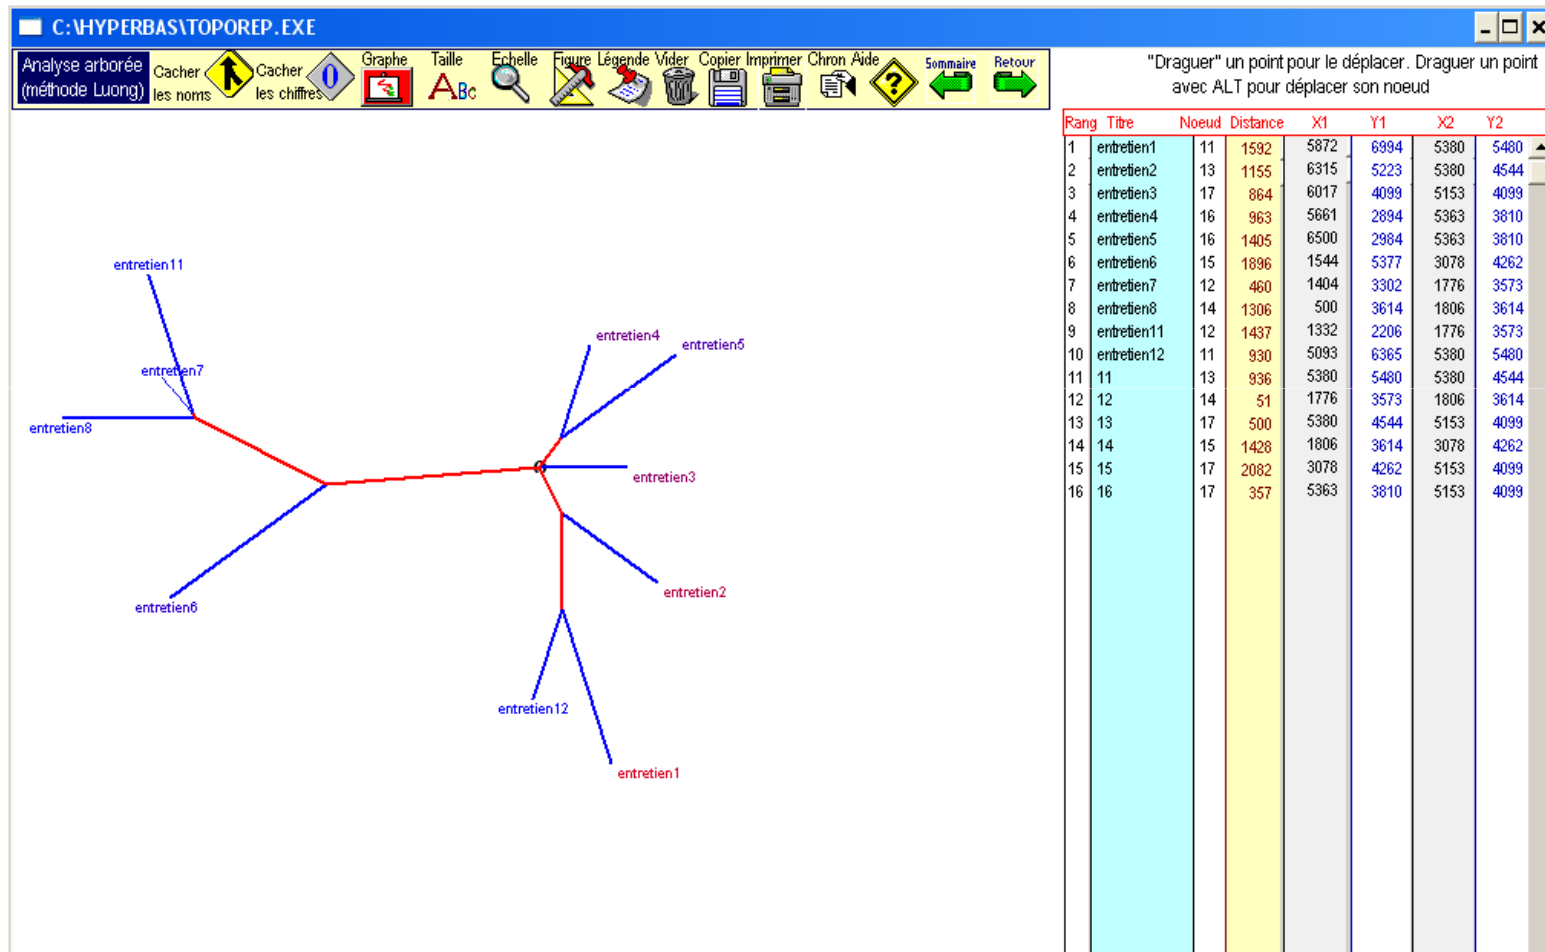 C:\HYPERBAS\TOPOREP.EXE
Analyse arborée
(méthode Luong)
Cacher
les noms
Cacher
les chiffres
0
Graphe
Taille
ABc
Echelle
Figure
Légende
Vider
Copier
Imprimer
Chron
Aide
?
Sommaire
Retour
"Draguer" un point pour le déplacer. Draguer un point
avec ALT pour déplacer son noeud
Rang Titre Noeud Distance X1 Y1 X2 Y2
1 entretien1 11 1592 5872 6994 5380 5480
2 entretien2 13 1155 6315 5223 5380 4544
3 entretien3 17 864 6017 4099 5153 4099
4 entretien4 16 963 5661 2894 5363 3810
5 entretien5 16 1405 6500 2984 5363 3810
6 entretien6 15 1896 1544 5377 3078 4262
7 entretien7 12 460 1404 3302 1776 3573
8 entretien8 14 1306 500 3614 1806 3614
9 entretien11 12 1437 1332 2206 1776 3573
10 entretien12 11 930 5093 6365 5380 5480
11 11 13 936 5380 5480 5380 4544
12 12 14 51 1776 3573 1806 3614
13 13 17 500 5380 4544 5153 4099
14 14 15 1428 1806 3614 3078 4262
15 15 17 2082 3078 4262 5153 4099
16 16 17 357 5363 3810 5153 4099
entretien11
entretien4
entretien5
entretien7
entretien8
entretien3
entretien2
entretien6
entretien12
entretien1